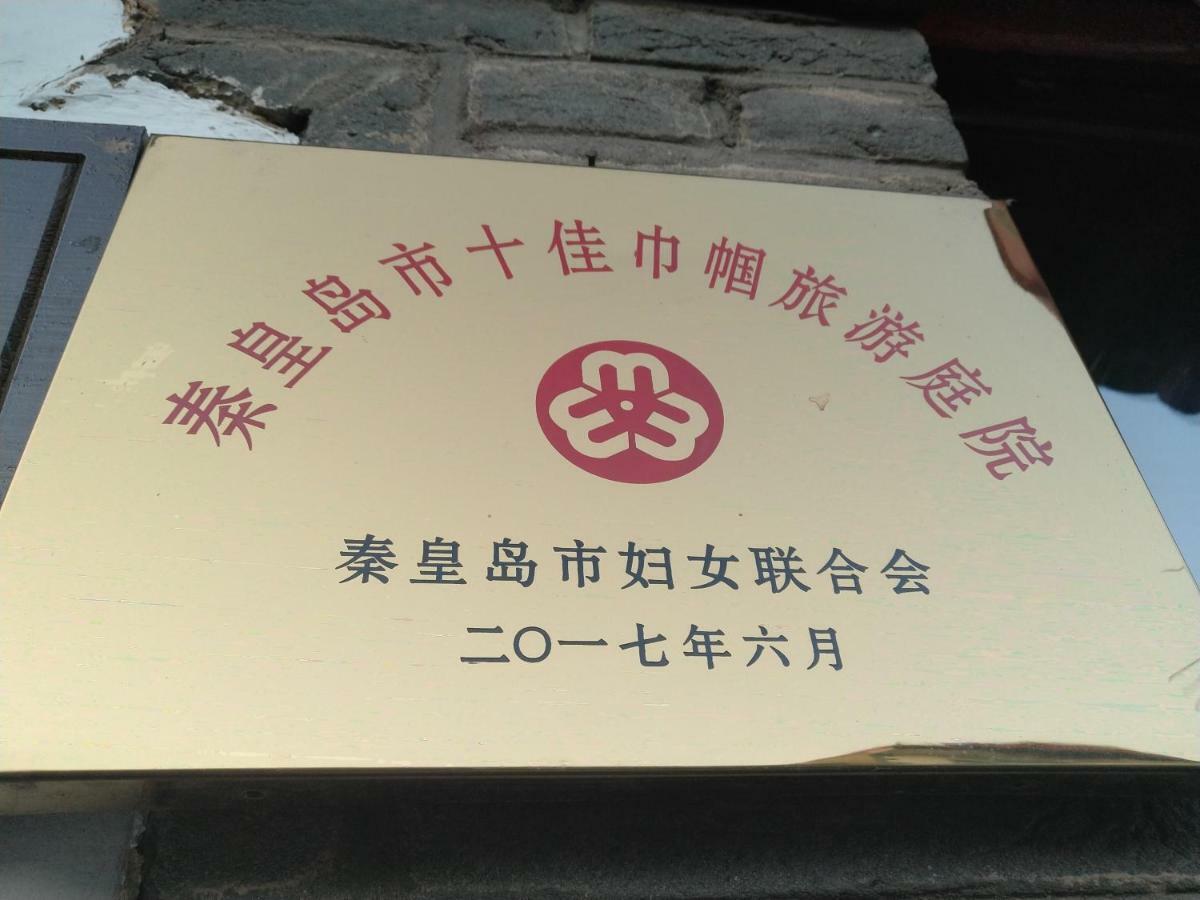 秦皇岛市十佳巾帼旅游庭院
秦皇岛市妇女联合会
二〇一七年六月